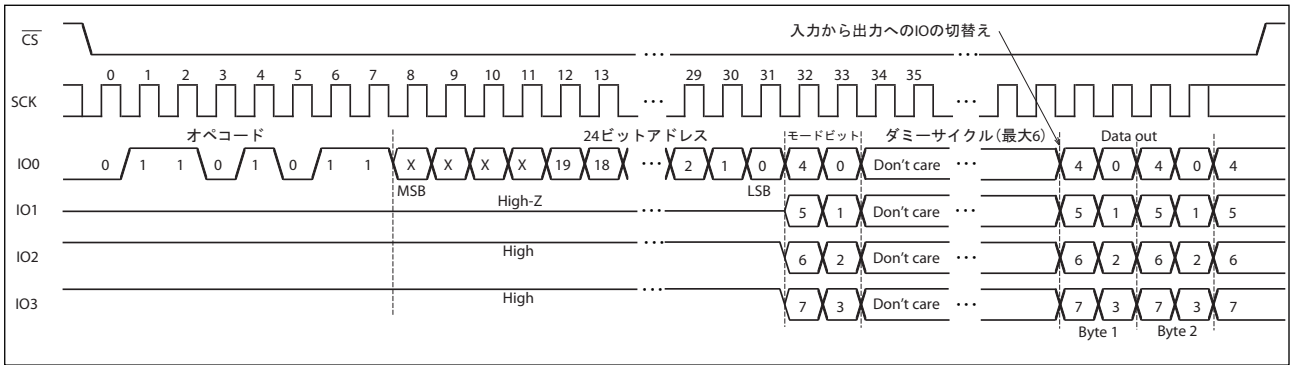 入力から出力へのIOの切替え
CS
0 1 2 3 4 5 6 7 8 9 10 11 12 13 ... 29 30 31 32 33 34 35 ...
SCK
オペコード 24ビットアドレス モードビット ダミーサイクル(最大6) Data out
IO0 0 1 1 0 1 0 1 1 X X X X 19 18 ... 2 1 0 4 0 Don't care ... 4 0 4 0 4
MSB LSB
IO1 High-Z ... 5 1 Don't care ... 5 1 5 1 5
IO2 High ... 6 2 Don't care ... 6 2 6 2 6
IO3 High ... 7 3 Don't care ... 7 3 7 3 7
Byte 1 Byte 2